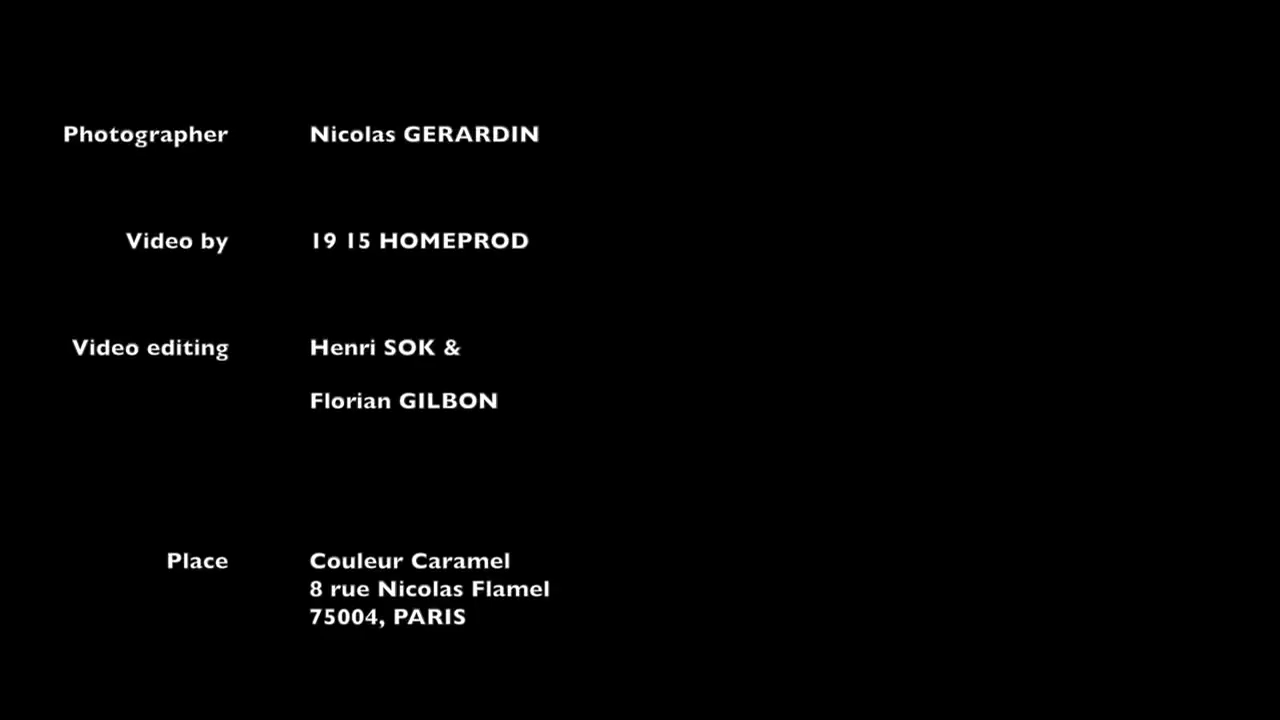 Photographer Nicolas GERARDIN
Video by 19 15 HOMEPROD
Video editing Henri SOK &
Florian GILBON
Place Couleur Caramel
8 rue Nicolas Flamel
75004, PARIS